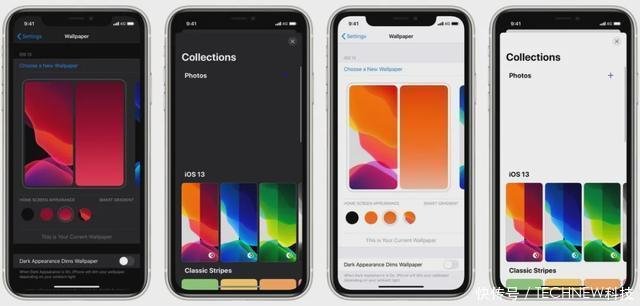 9:41
4G
Settings
Wallpaper
iOS 13
Choose a New Wallpaper
HOME SCREEN APPEARANCE
SMART GRADIENT
This is Your Current Wallpaper
Dark Appearance Dims Wallpaper
When Dark Appearance is On, iPhone will dim your wallpaper
depending on your ambient light
9:41
4G
Collections
Photos
iOS 13
Classic Stripes
9:41
4G
Settings
Wallpaper
iOS 13
Choose a New Wallpaper
HOME SCREEN APPEARANCE
SMART GRADIENT
This is Your Current Wallpaper
Dark Appearance Dims Wallpaper
When Dark Appearance is On, iPhone will dim your wallpaper
depending on your ambient light
9:41
4G
Collections
Photos
iOS 13
Classic Stripes
快传号 / TECHNEW科技